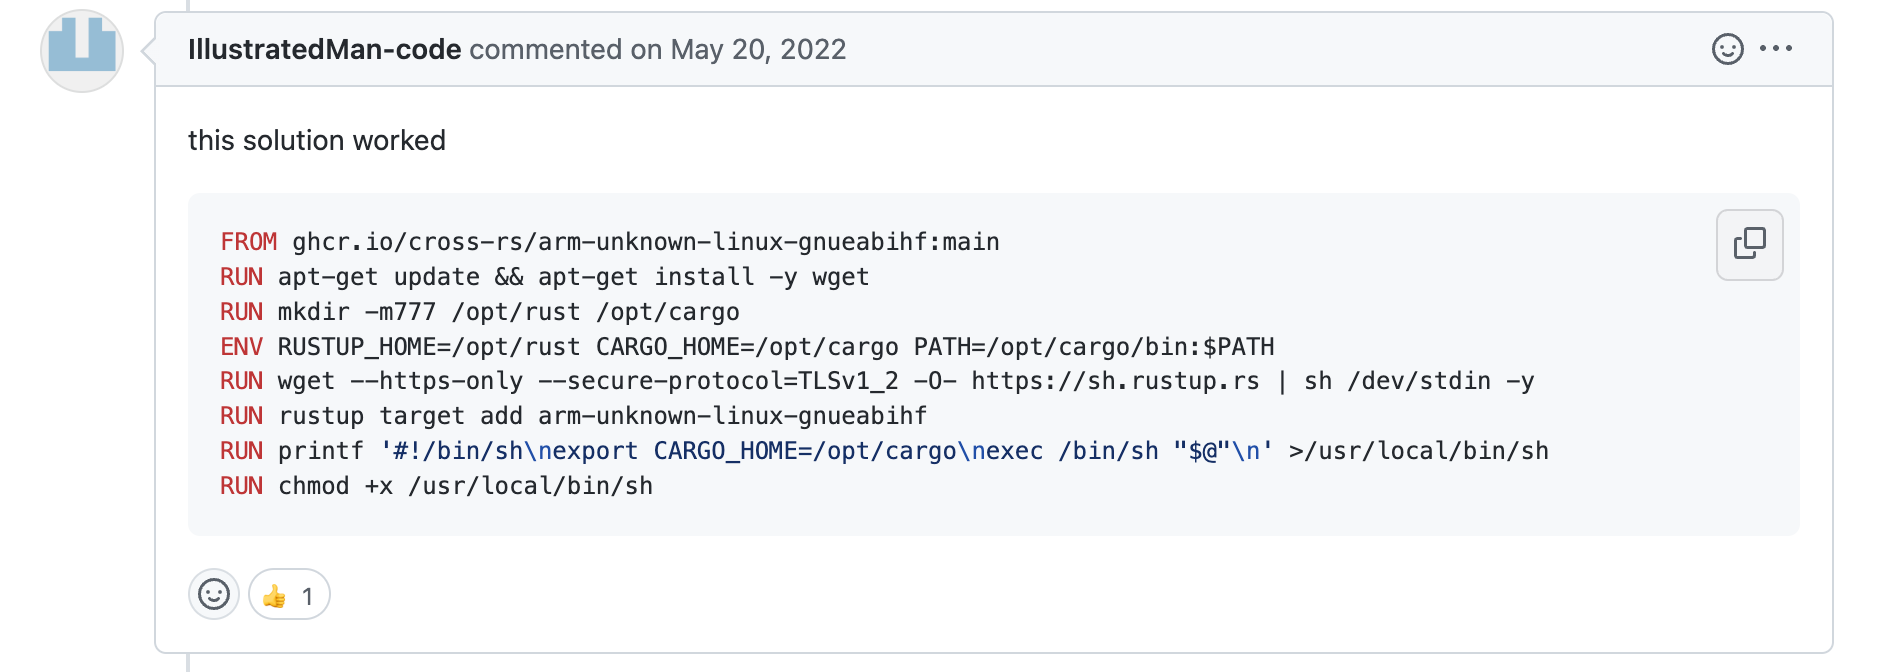 IllustratedMan-code commented on May 20, 2022
this solution worked
FROM ghcr.io/cross-rs/arm-unknown-linux-gnueabihf:main
RUN apt-get update && apt-get install -y wget
RUN mkdir -m777 /opt/rust /opt/cargo
ENV RUSTUP_HOME=/opt/rust CARGO_HOME=/opt/cargo PATH=/opt/cargo/bin:$PATH
RUN wget --https-only --secure-protocol=TLSv1_2 -O- https://sh.rustup.rs | sh /dev/stdin -y
RUN rustup target add arm-unknown-linux-gnueabihf
RUN printf '#!/bin/sh\nexport CARGO_HOME=/opt/cargo\nexec /bin/sh "$@"\n' >/usr/local/bin/sh
RUN chmod +x /usr/local/bin/sh
👍 1